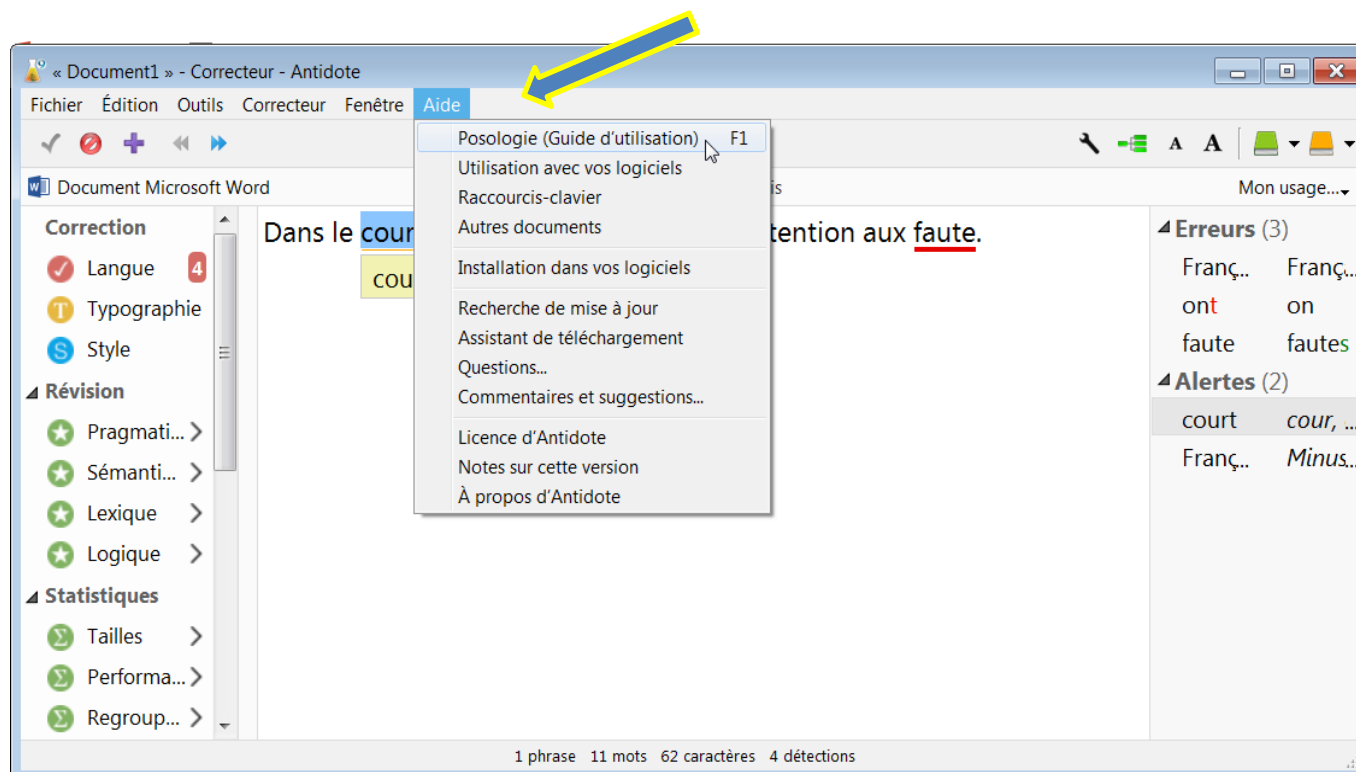 « Document1 » - Correcteur - Antidote
Fichier Édition Outils Correcteur Fenêtre Aide
A A
Document Microsoft Word is Mon usage...
Correction
Langue 4
Typographie
Style
Révision
Pragmati...
Sémanti...
Lexique
Logique
Statistiques
Tailles
Performa...
Regroup...
Dans le cour tention aux faute.
cou
Posologie (Guide d'utilisation) F1
Utilisation avec vos logiciels
Raccourcis-clavier
Autres documents
Installation dans vos logiciels
Recherche de mise à jour
Assistant de téléchargement
Questions...
Commentaires et suggestions...
Licence d'Antidote
Notes sur cette version
À propos d'Antidote
Erreurs (3)
Franç... Franç...
ont on
faute fautes
Alertes (2)
court cour, ...
Franç... Minus...
1 phrase 11 mots 62 caractères 4 détections